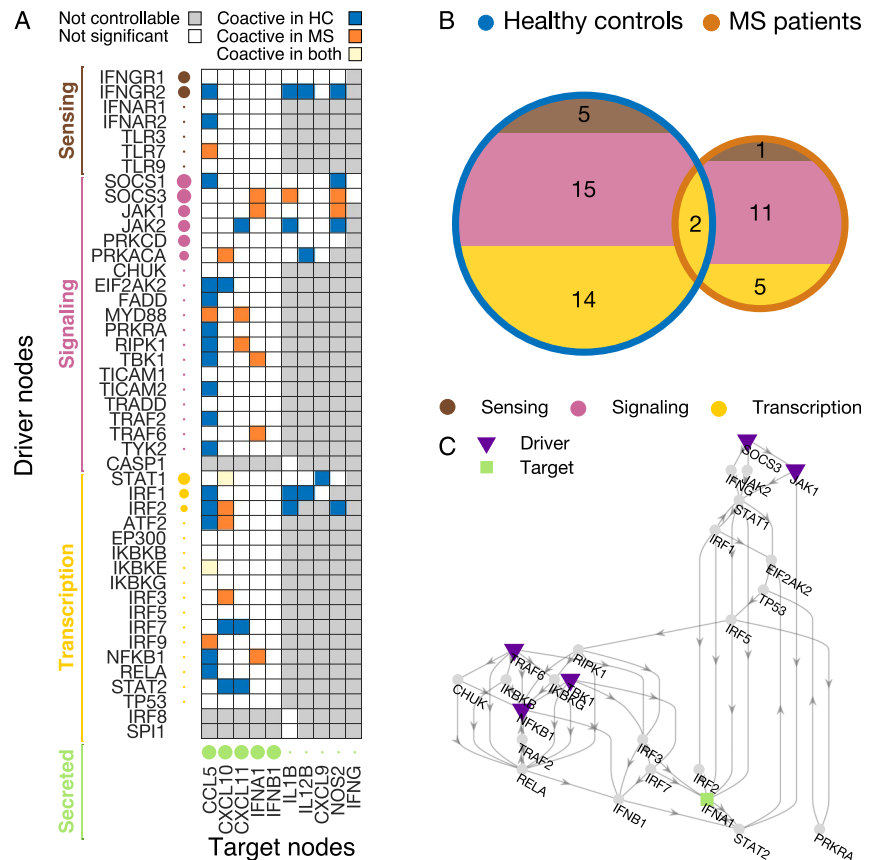 A
Not controllable
Not significant
Coactive in HC
Coactive in MS
Coactive in both
Driver nodes
Sensing
Signaling
Transcription
Secreted
IFNGR1
IFNGR2
IFNAR1
IFNAR2
TLR3
TLR7
TLR9
SOCS1
SOCS3
JAK1
JAK2
PRKCD
PRKACA
CHUK
EIF2AK2
FADD
MYD88
PRKRA
RIPK1
TBK1
TICAM1
TICAM2
TRADD
TRAF2
TRAF6
TYK2
CASP1
STAT1
IRF1
IRF2
ATF2
EP300
IKBKB
IKBKE
IKBKG
IRF3
IRF5
IRF7
IRF9
NFKB1
RELA
STAT2
TP53
IRF8
SPI1
CCL5
CXCL10
CXCL11
IFNA1
IFNB1
IL1B
IL12B
CXCL9
NOS2
IFNG
Target nodes
B
Healthy controls
MS patients
5
15
14
2
1
11
5
Sensing
Signaling
Transcription
C
Driver
Target
SOCS3
IFNG
JAK2
JAK1
STAT1
IRF1
EIF2AK2
TP53
IRF5
TRAF6
RIPK1
CHUK
IKBKB
IKBKG
TBK1
NFKB1
TRAF2
RELA
IRF3
IRF7
IRF2
IFNB1
IFNA1
STAT2
PRKRA